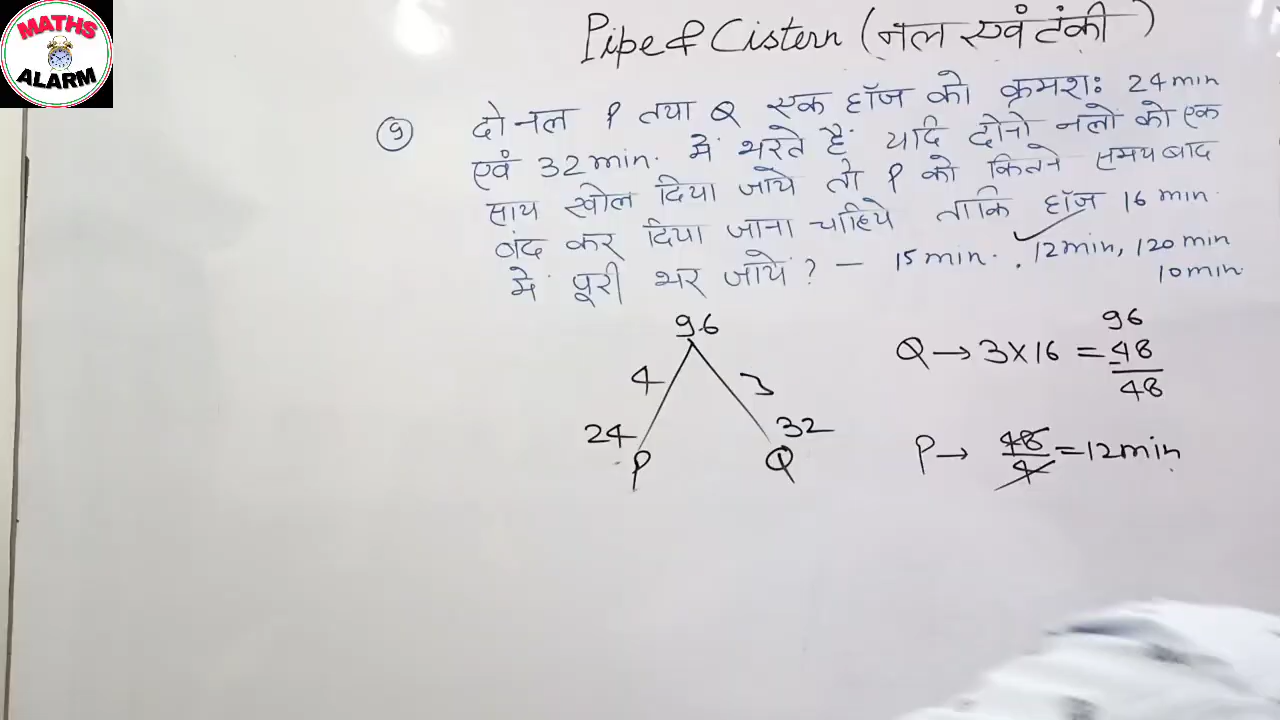 MATHS
ALARM
Pipe & Cistern (नल एवं टंकी)
9 दो नल P तथा Q एक हॉज को क्रमशः 24 min
एवं 32 min. में भरते हैं यदि दोनो नलो को एक
साथ खोल दिया जाये तो P को कितने समय बाद
बंद कर दिया जाना चाहिये ताकि हॉज 16 min
में पूरी भर जाये? - 15 min. 12 min, 120 min
10 min
96
4 3
24 32
P Q
96
Q → 3×16 = 48
48
P → 48/4 = 12 min